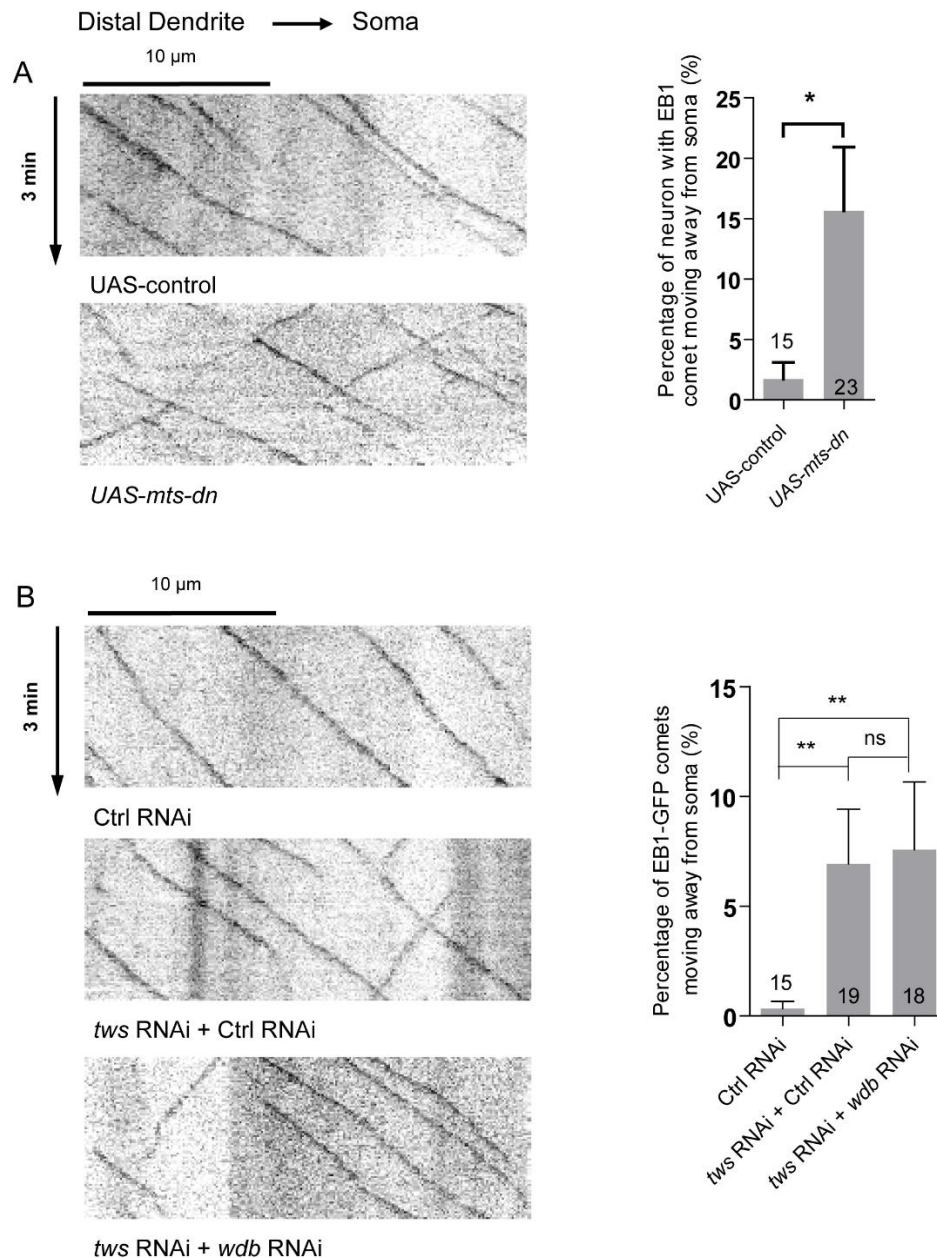 Distal Dendrite → Soma
A
10 µm
3 min
UAS-control
UAS-mts-dn
Percentage of neuron with EB1
comet moving away from soma (%)
25
20
15
10
5
0
*
15
23
UAS-control
UAS-mts-dn
B
10 µm
3 min
Ctrl RNAi
tws RNAi + Ctrl RNAi
tws RNAi + wdb RNAi
Percentage of EB1-GFP comets
moving away from soma (%)
15
10
5
0
**
**
ns
15
19
18
Ctrl RNAi
tws RNAi + Ctrl RNAi
tws RNAi + wdb RNAi